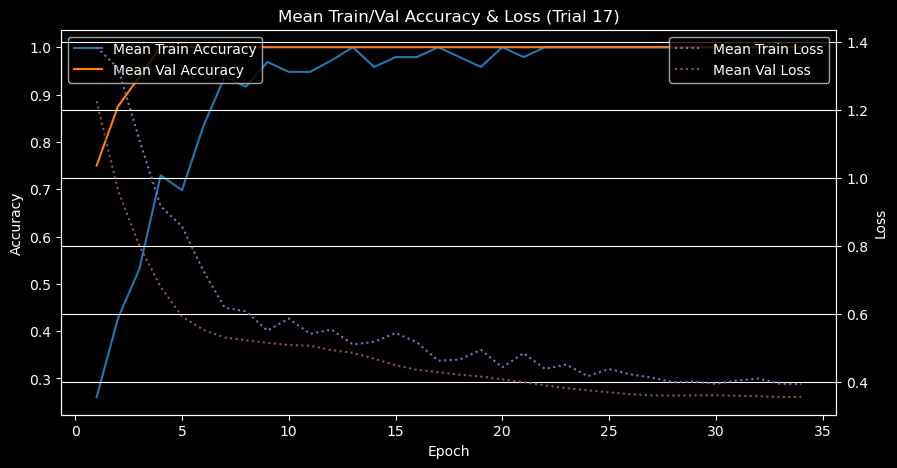 Mean Train/Val Accuracy & Loss (Trial 17)
Mean Train Accuracy
Mean Val Accuracy
Mean Train Loss
Mean Val Loss
1.0
0.9
0.8
0.7
0.6
0.5
0.4
0.3
Accuracy
1.4
1.2
1.0
0.8
0.6
0.4
Loss
0 5 10 15 20 25 30 35
Epoch